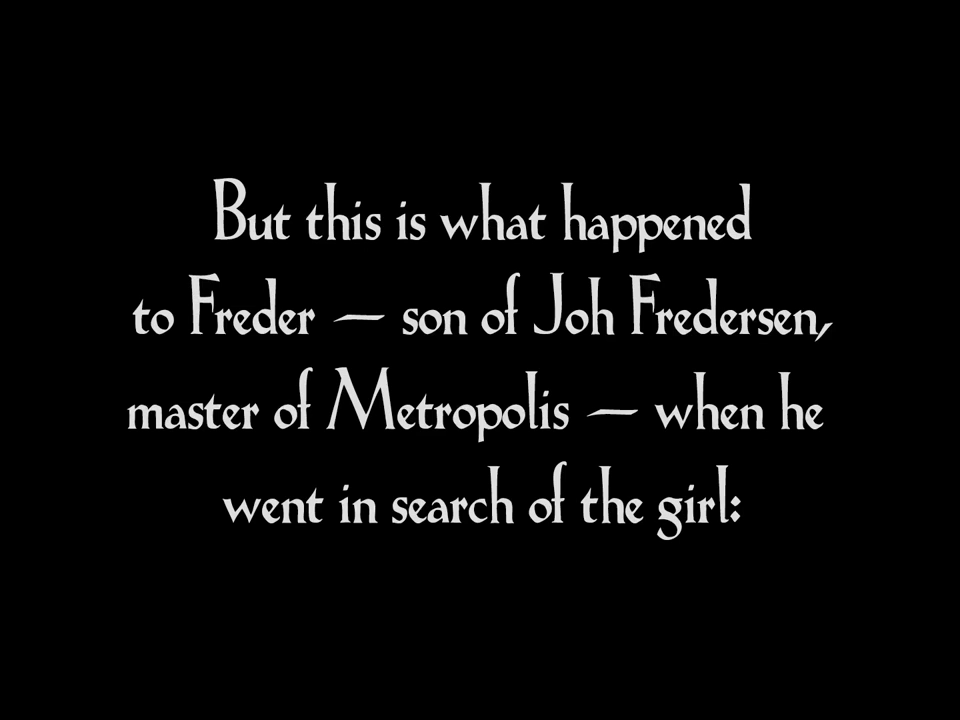 But this is what happened
to Freder — son of Joh Fredersen,
master of Metropolis — when he
went in search of the girl: